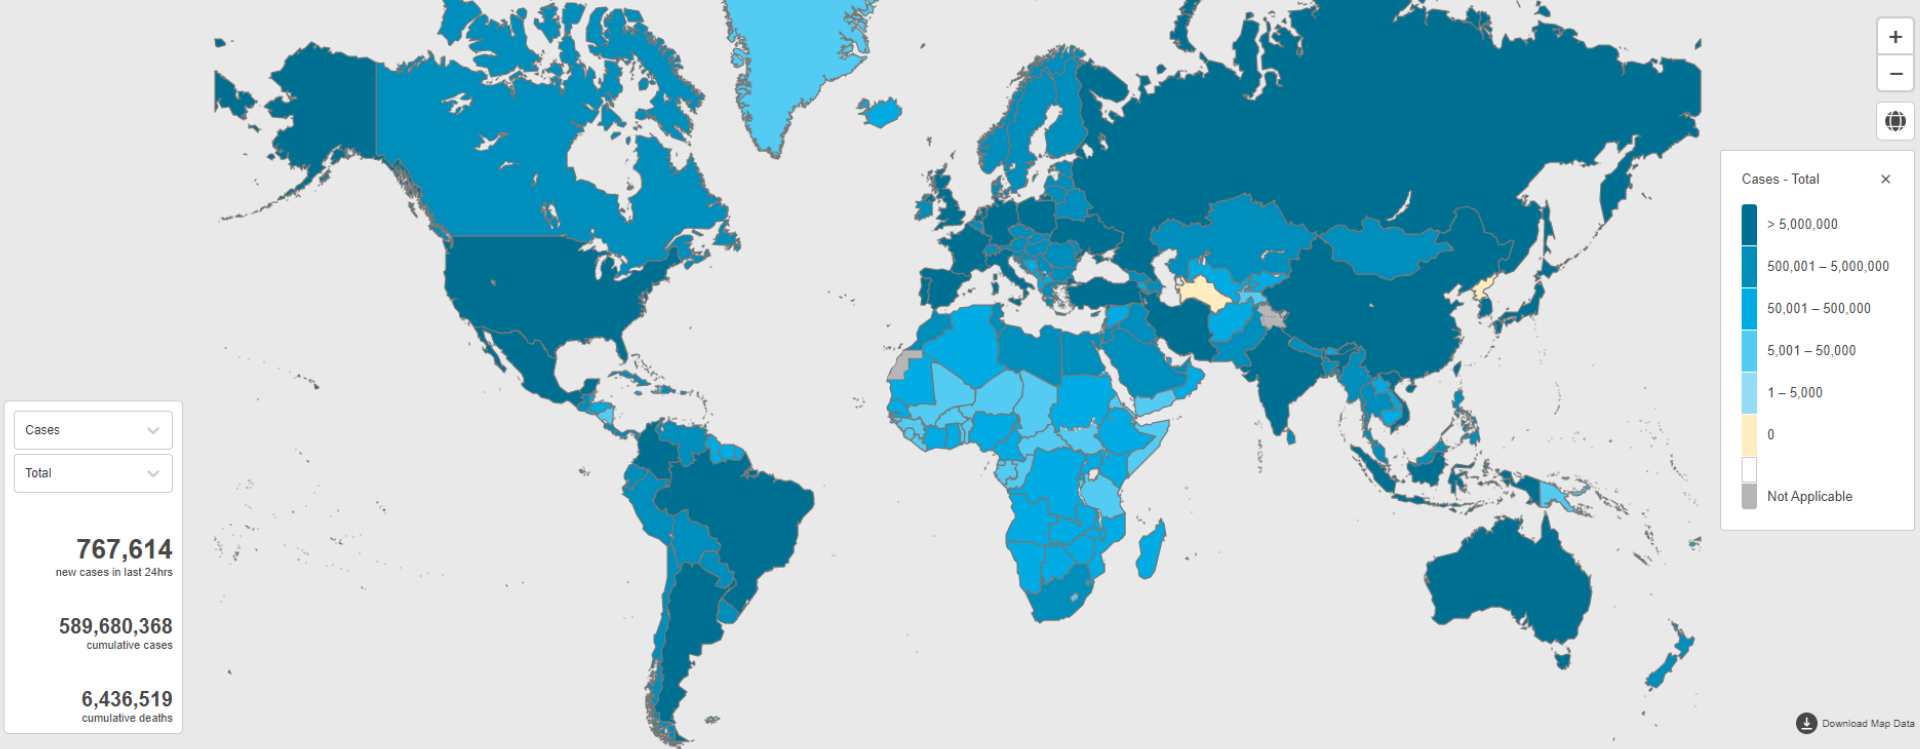 +
−
Cases - Total
×
> 5,000,000
500,001 – 5,000,000
50,001 – 500,000
5,001 – 50,000
1 – 5,000
0
Not Applicable
Cases
Total
767,614
new cases in last 24hrs
589,680,368
cumulative cases
6,436,519
cumulative deaths
Download Map Data